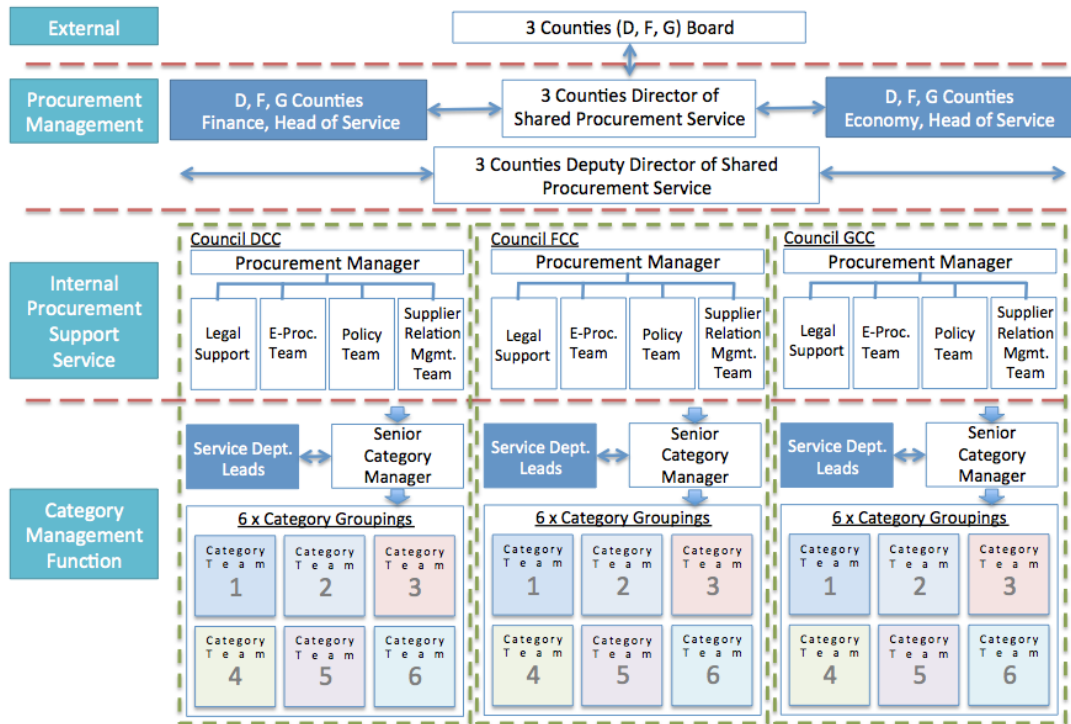 External
3 Counties (D, F, G) Board
Procurement
Management
D, F, G Counties
Finance, Head of Service
3 Counties Director of
Shared Procurement Service
D, F, G Counties
Economy, Head of Service
3 Counties Deputy Director of Shared
Procurement Service
Internal
Procurement
Support
Service
Council DCC
Procurement Manager
Legal
Support
E-Proc.
Team
Policy
Team
Supplier
Relation
Mgmt.
Team
Council FCC
Procurement Manager
Legal
Support
E-Proc.
Team
Policy
Team
Supplier
Relation
Mgmt.
Team
Council GCC
Procurement Manager
Legal
Support
E-Proc.
Team
Policy
Team
Supplier
Relation
Mgmt.
Team
Category
Management
Function
Service Dept.
Leads
Senior
Category
Manager
6 x Category Groupings
Category
Team
1
Category
Team
2
Category
Team
3
Category
Team
4
Category
Team
5
Category
Team
6
Service Dept.
Leads
Senior
Category
Manager
6 x Category Groupings
Category
Team
1
Category
Team
2
Category
Team
3
Category
Team
4
Category
Team
5
Category
Team
6
Service Dept.
Leads
Senior
Category
Manager
6 x Category Groupings
Category
Team
1
Category
Team
2
Category
Team
3
Category
Team
4
Category
Team
5
Category
Team
6